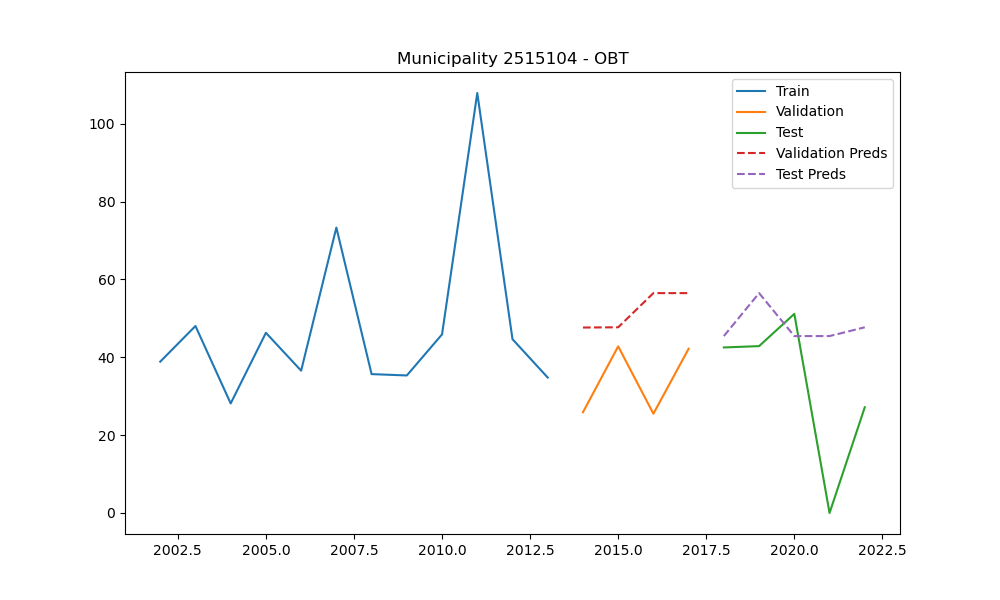 Municipality 2515104 - OBT
Train
Validation
Test
Validation Preds
Test Preds
100
80
60
40
20
0
2002.5 2005.0 2007.5 2010.0 2012.5 2015.0 2017.5 2020.0 2022.5